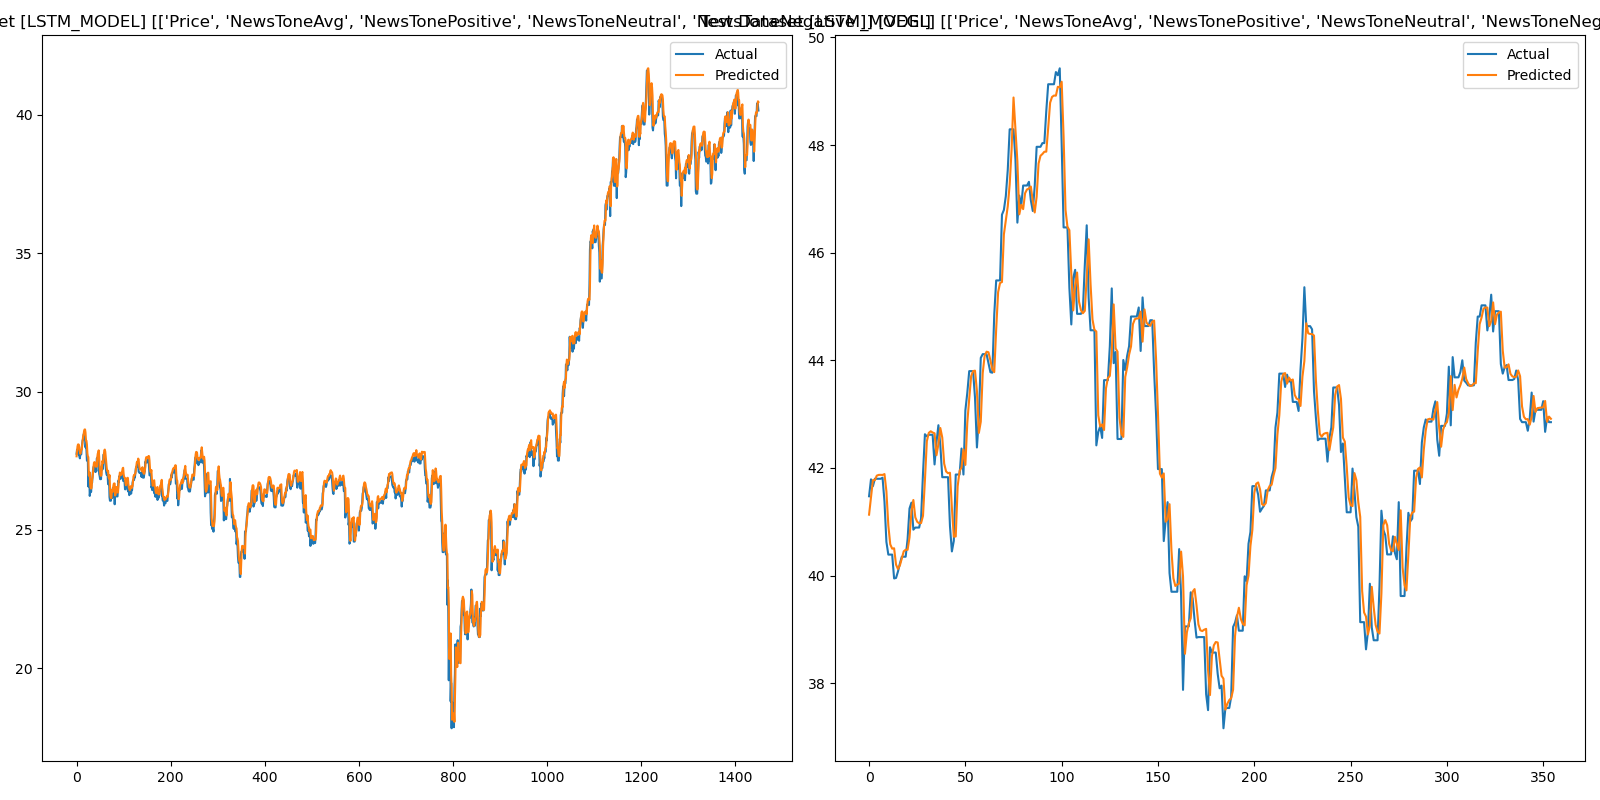 et [LSTM_MODEL] [['Price', 'NewsToneAvg', 'NewsTonePositive', 'NewsToneNeutral',
[['Price', 'NewsToneAvg', 'NewsTonePositive', 'NewsToneNeutral', 'NewsToneNeg
Actual
Predicted
40
35
30
25
20
0 200 400 600 800 1000 1200 1400
Actual
Predicted
50
48
46
44
42
40
38
0 50 100 150 200 250 300 350